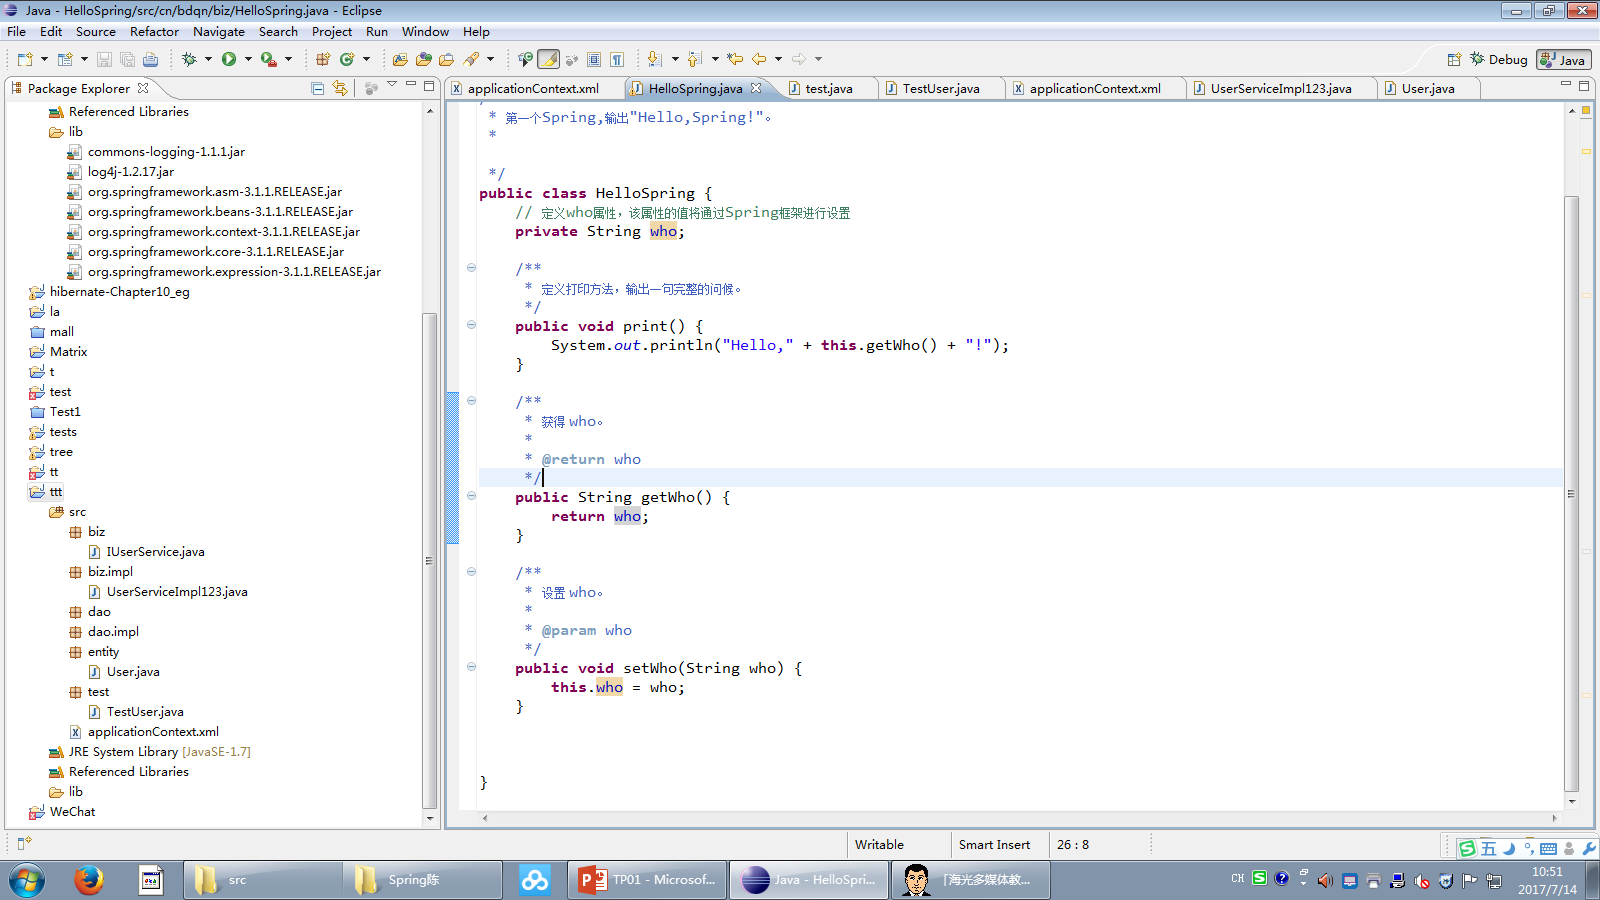 Java - HelloSpring/src/cn/bdqn/biz/HelloSpring.java - Eclipse
File Edit Source Refactor Navigate Search Project Run Window Help
Debug Java
Package Explorer
applicationContext.xml HelloSpring.java test.java TestUser.java applicationContext.xml UserServiceImpl123.java User.java
Referenced Libraries
lib
commons-logging-1.1.1.jar
log4j-1.2.17.jar
org.springframework.asm-3.1.1.RELEASE.jar
org.springframework.beans-3.1.1.RELEASE.jar
org.springframework.context-3.1.1.RELEASE.jar
org.springframework.core-3.1.1.RELEASE.jar
org.springframework.expression-3.1.1.RELEASE.jar
hibernate-Chapter10_eg
la
mall
Matrix
t
test
Test1
tests
tree
tt
ttt
src
biz
IUserService.java
biz.impl
UserServiceImpl123.java
dao
dao.impl
entity
User.java
test
TestUser.java
applicationContext.xml
JRE System Library [JavaSE-1.7]
Referenced Libraries
lib
WeChat
* 第一个Spring,输出"Hello,Spring!"。
*
*/
public class HelloSpring {
// 定义who属性，该属性的值将通过Spring框架进行设置
private String who;
/**
* 定义打印方法，输出一句完整的问候。
*/
public void print() {
System.out.println("Hello," + this.getWho() + "!");
}
/**
* 获得 who。
*
* @return who
*/
public String getWho() {
return who;
}
/**
* 设置 who。
*
* @param who
*/
public void setWho(String who) {
this.who = who;
}
}
Writable Smart Insert 26 : 8
五
src Spring陈 TP01 - Microsof... Java - HelloSpri... 「海光多媒体教...
CH
10:51
2017/7/14